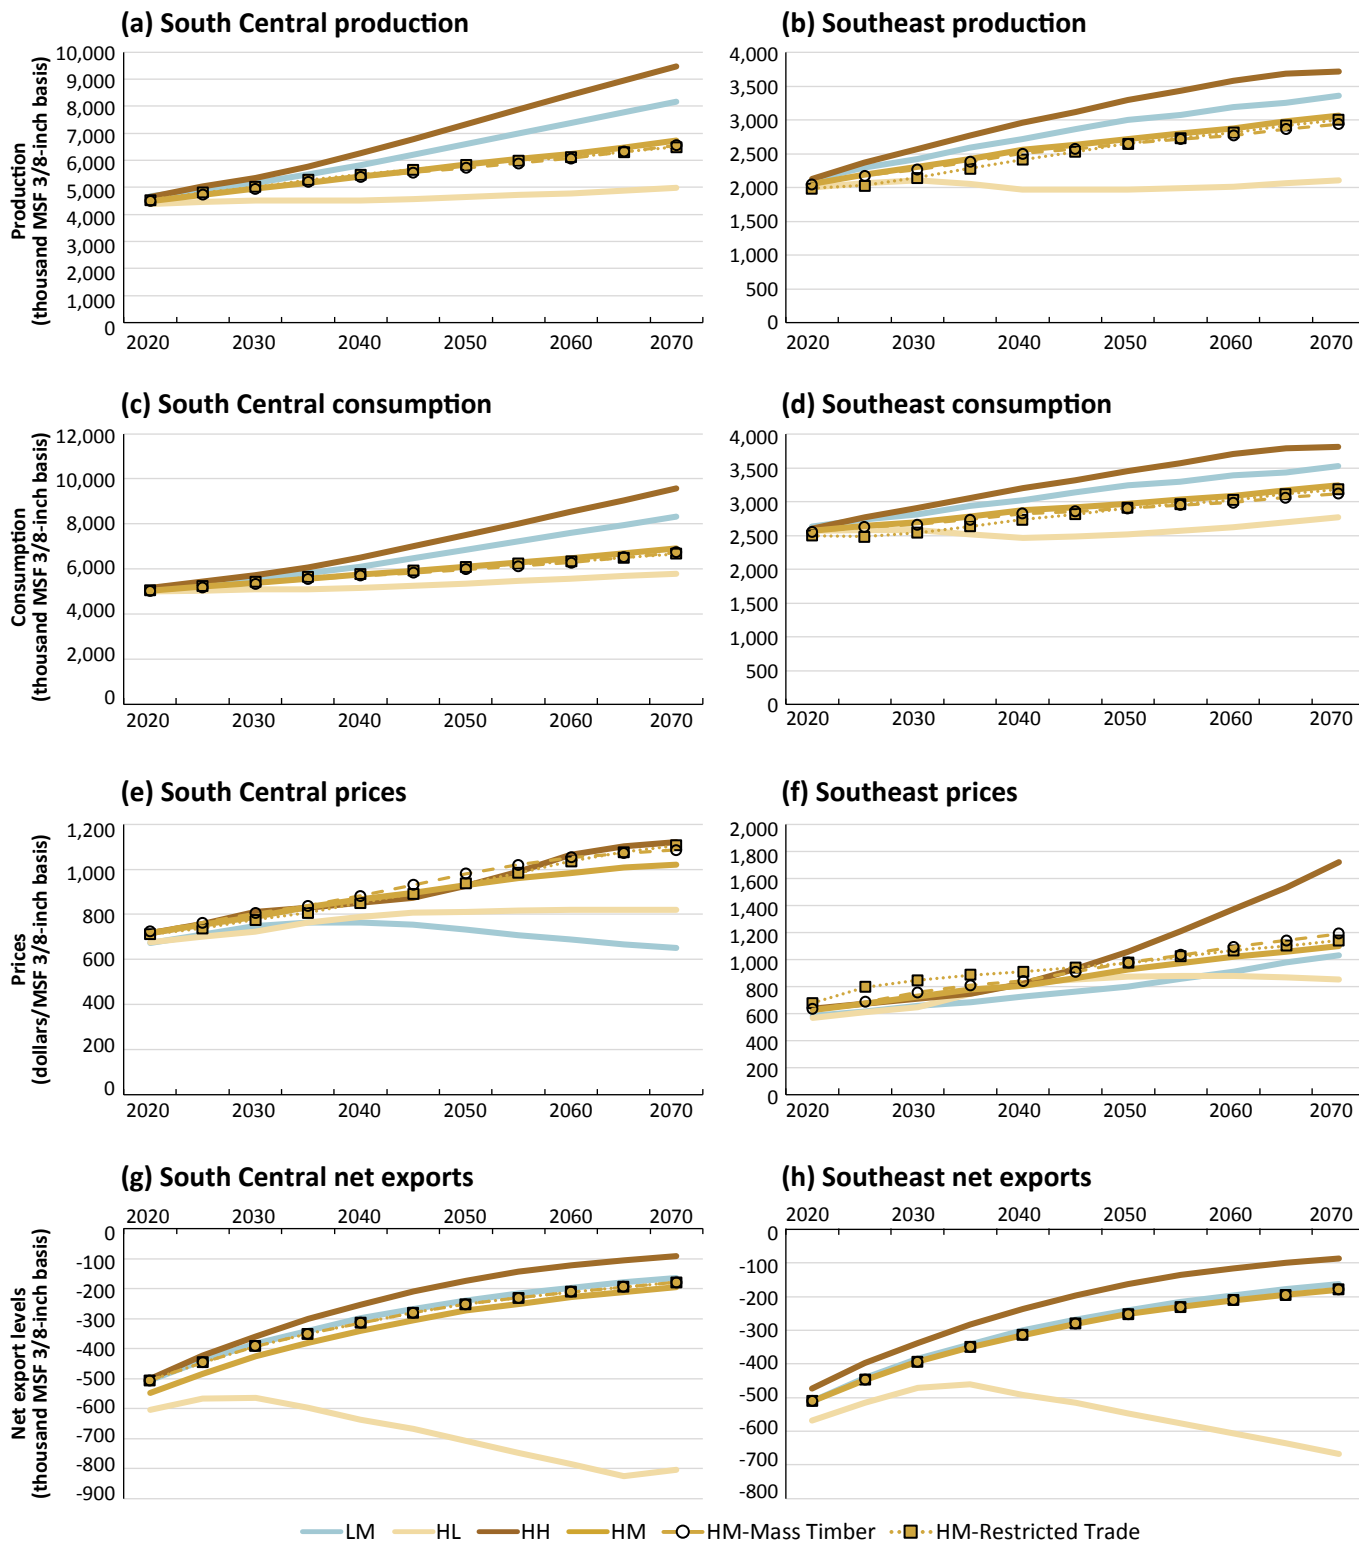 (a) South Central production
Production
(thousand MSF 3/8-inch basis)
10,000
9,000
8,000
7,000
6,000
5,000
4,000
3,000
2,000
1,000
0
2020 2030 2040 2050 2060 2070
(b) Southeast production
4,000
3,500
3,000
2,500
2,000
1,500
1,000
500
0
2020 2030 2040 2050 2060 2070
(c) South Central consumption
Consumption
(thousand MSF 3/8-inch basis)
12,000
10,000
8,000
6,000
4,000
2,000
0
2020 2030 2040 2050 2060 2070
(d) Southeast consumption
4,000
3,500
3,000
2,500
2,000
1,500
1,000
500
0
2020 2030 2040 2050 2060 2070
(e) South Central prices
Prices
(dollars/MSF 3/8-inch basis)
1,200
1,000
800
600
400
200
0
2020 2030 2040 2050 2060 2070
(f) Southeast prices
2,000
1,800
1,600
1,400
1,200
1,000
800
600
400
200
0
2020 2030 2040 2050 2060 2070
(g) South Central net exports
Net export levels
(thousand MSF 3/8-inch basis)
2020 2030 2040 2050 2060 2070
0
-100
-200
-300
-400
-500
-600
-700
-800
-900
(h) Southeast net exports
2020 2030 2040 2050 2060 2070
0
-100
-200
-300
-400
-500
-600
-700
-800
LM HL HH HM HM-Mass Timber HM-Restricted Trade